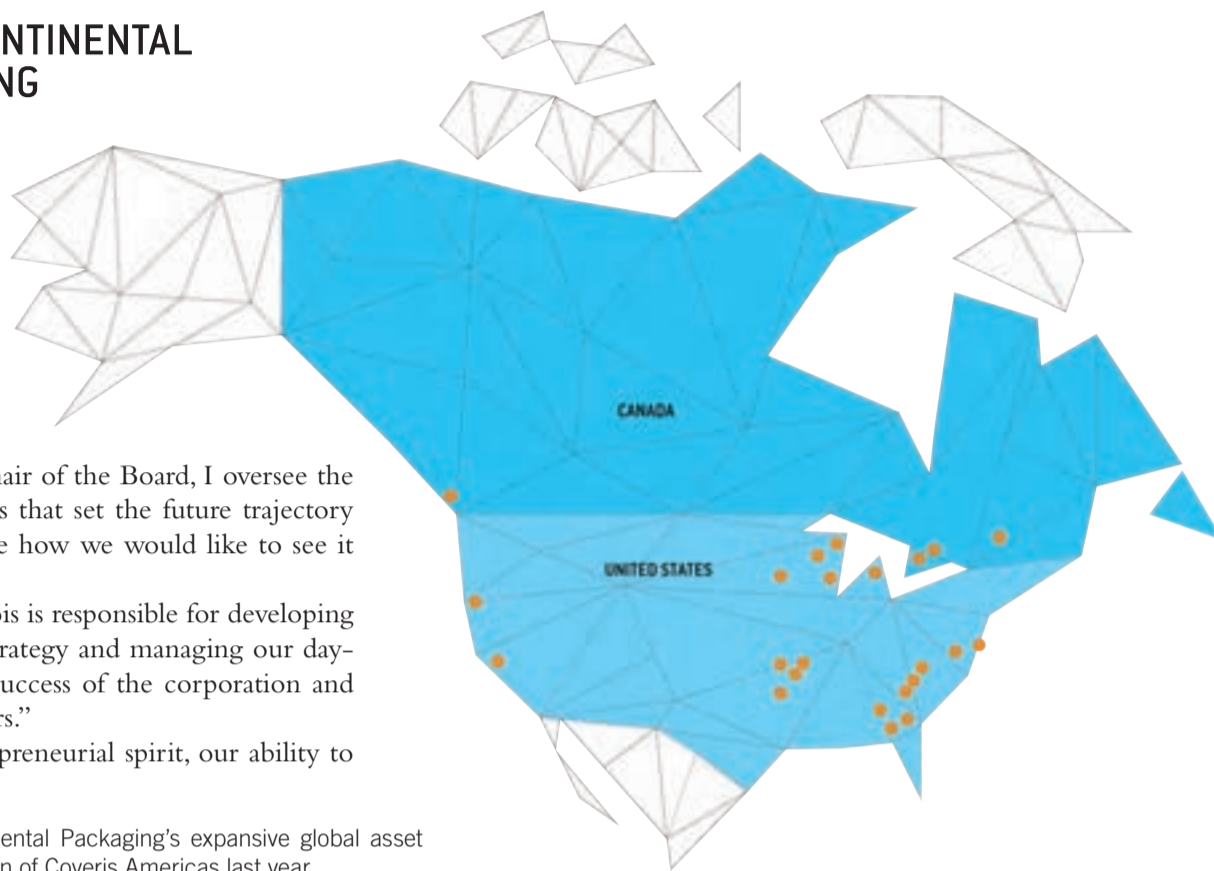 NTINENTAL
NG
CANADA
UNITED STATES
air of the Board, I oversee the
s that set the future trajectory
e how we would like to see it
is is responsible for developing
rategy and managing our day-
uccess of the corporation and
rs.”
preneurial spirit, our ability to
ental Packaging’s expansive global asset
n of Coveris Americas last year